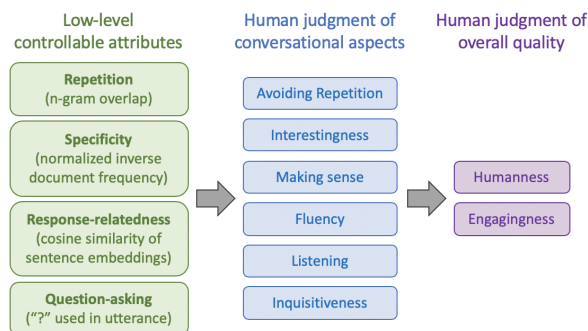 Low-level
controllable attributes
Repetition
(n-gram overlap)
Specificity
(normalized inverse
document frequency)
Response-relatedness
(cosine similarity of
sentence embeddings)
Question-asking
("?" used in utterance)
Human judgment of
conversational aspects
Avoiding Repetition
Interestingness
Making sense
Fluency
Listening
Inquisitiveness
Human judgment of
overall quality
Humanness
Engagingness